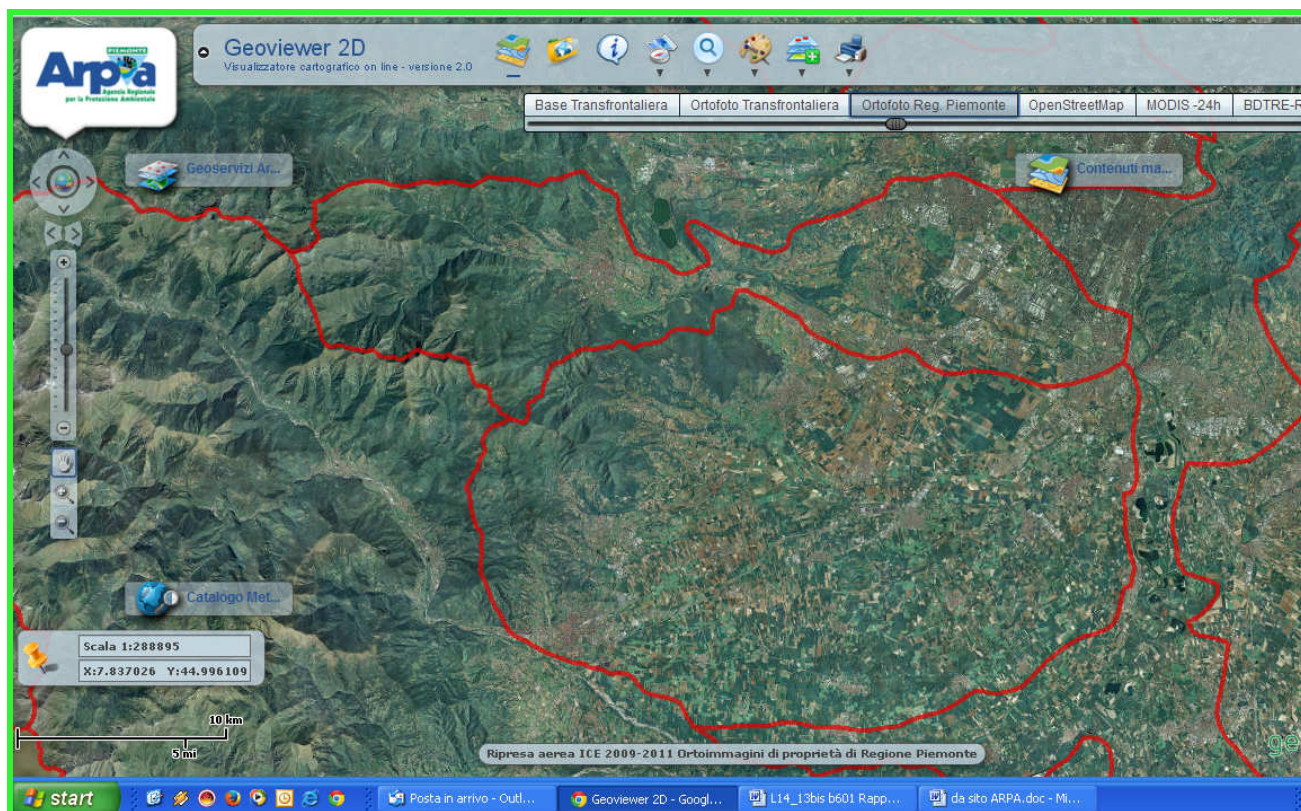 PIEMONTE
Arpa
Agenzia Regionale
per la Protezione Ambientale
Geoviewer 2D
Visualizzatore cartografico on line - versione 2.0
Base Transfrontaliera
Ortofoto Transfrontaliera
Ortofoto Reg. Piemonte
OpenStreetMap
MODIS -24h
BDTRE-R
Geoservizi Ar...
Contenuti ma...
Catalogo Met...
Scala 1:288895
X:7.837026 Y:44.996109
10 km
5 mi
Ripresa aerea ICE 2009-2011 Ortoimmagini di proprietà di Regione Piemonte
ge
start
Posta in arrivo - Outl...
Geoviewer 2D - Googl...
L14_13bis b601 Rapp...
da sito ARPA.doc - Mi...